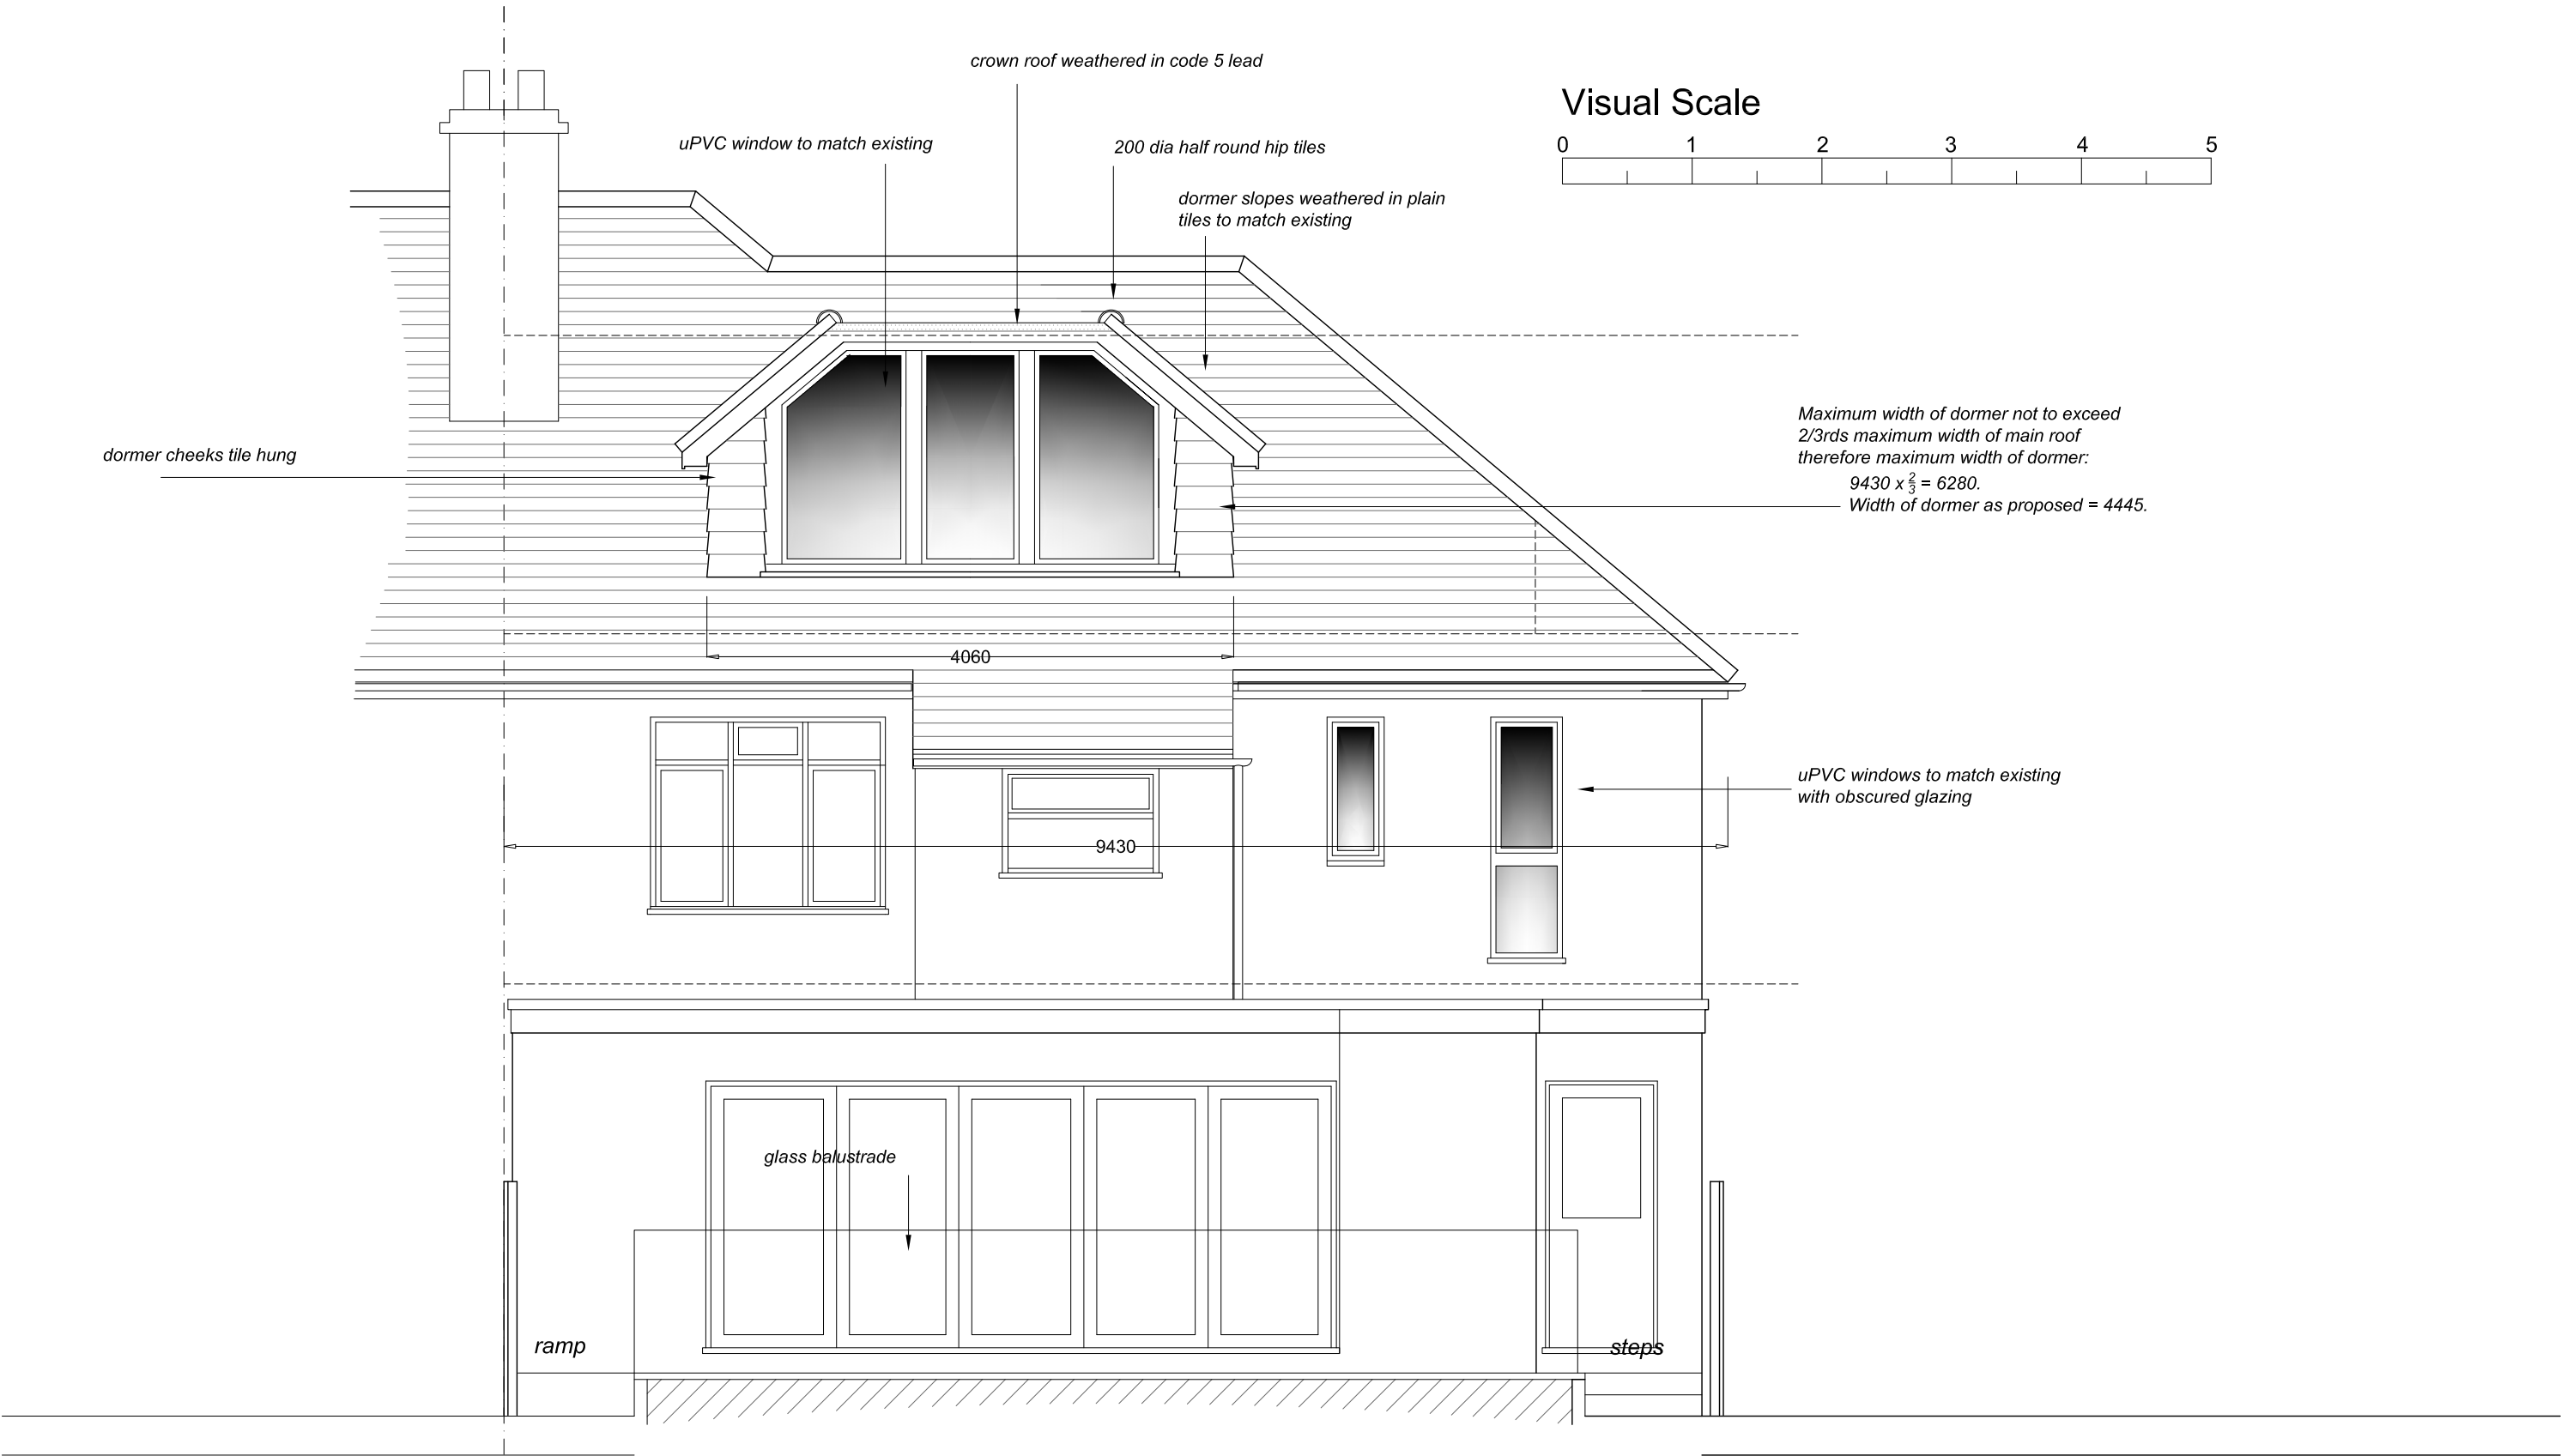 crown roof weathered in code 5 lead
Visual Scale
0 1 2 3 4 5
uPVC window to match existing
200 dia half round hip tiles
dormer slopes weathered in plain
tiles to match existing
Maximum width of dormer not to exceed
2/3rds maximum width of main roof
therefore maximum width of dormer:
9430 x 2/3 = 6280.
Width of dormer as proposed = 4445.
dormer cheeks tile hung
4060
uPVC windows to match existing
with obscured glazing
9430
glass balustrade
ramp
steps